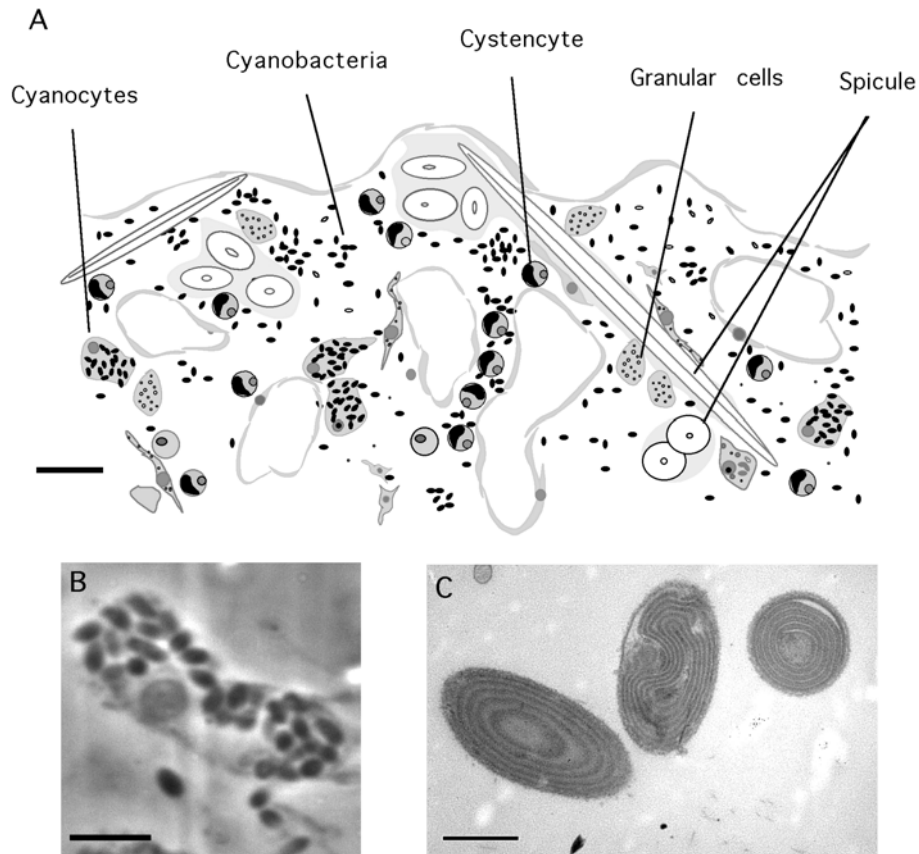 A
Cystencyte
Cyanobacteria
Granular cells
Spicule
Cyanocytes
B
C